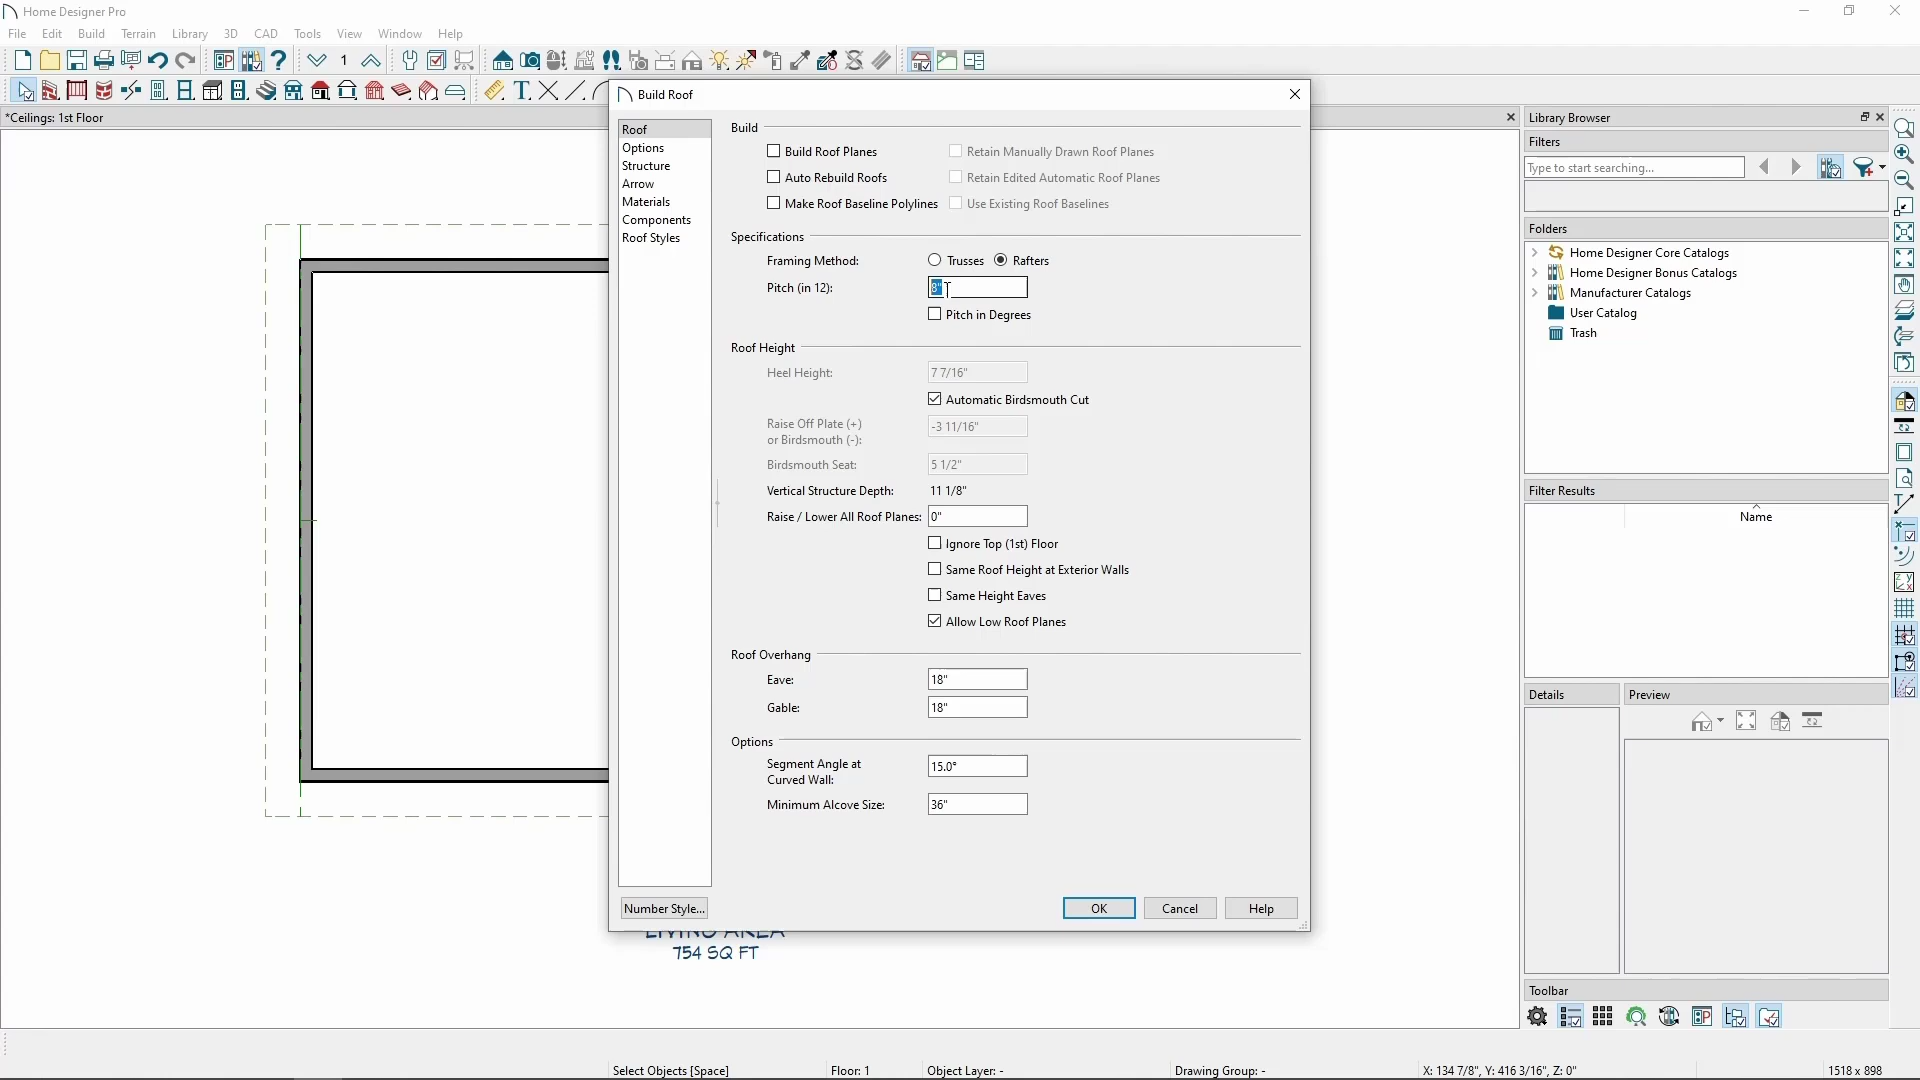 Home Designer Pro
File Edit Build Terrain Library 3D CAD Tools View Window Help
1
*Ceilings: 1st Floor
Build Roof
Roof
Options
Structure
Arrow
Materials
Components
Roof Styles
Build
Build Roof Planes
Retain Manually Drawn Roof Planes
Auto Rebuild Roofs
Retain Edited Automatic Roof Planes
Make Roof Baseline Polylines
Use Existing Roof Baselines
Specifications
Framing Method: Trusses Rafters
Pitch (in 12): 8"
Pitch in Degrees
Roof Height
Heel Height: 7 7/16"
Automatic Birdsmouth Cut
Raise Off Plate (+)
or Birdsmouth (-): -3 11/16"
Birdsmouth Seat: 5 1/2"
Vertical Structure Depth: 11 1/8"
Raise / Lower All Roof Planes: 0"
Ignore Top (1st) Floor
Same Roof Height at Exterior Walls
Same Height Eaves
Allow Low Roof Planes
Roof Overhang
Eave: 18"
Gable: 18"
Options
Segment Angle at
Curved Wall: 15.0°
Minimum Alcove Size: 36"
Number Style...
OK Cancel Help
LIVING AREA
754 SQ FT
Library Browser
Filters
Type to start searching...
Folders
Home Designer Core Catalogs
Home Designer Bonus Catalogs
Manufacturer Catalogs
User Catalog
Trash
Filter Results
Name
Details
Preview
Toolbar
Select Objects [Space] Floor: 1 Object Layer: - Drawing Group: - X: 134 7/8", Y: 416 3/16", Z: 0" 1518 x 898